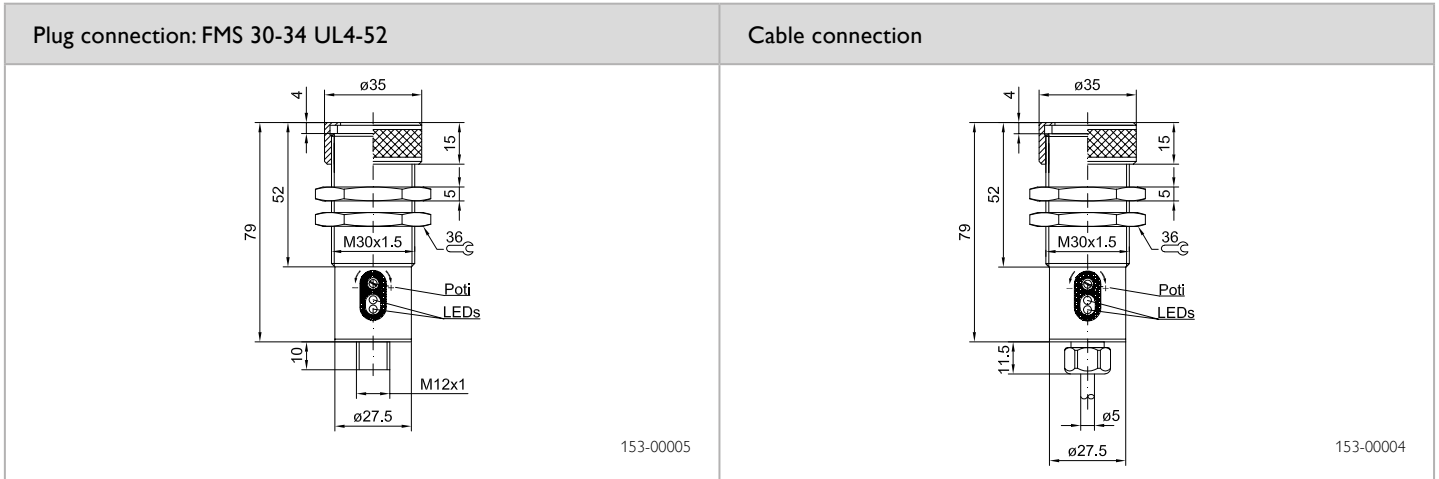 Plug connection: FMS 30-34 UL4-52
Cable connection
ø35
4
15
52
5
79
36
M30x1.5
Poti
LEDs
10
M12x1
ø27.5
153-00005
ø35
4
15
52
5
79
36
M30x1.5
Poti
LEDs
11.5
ø5
ø27.5
153-00004